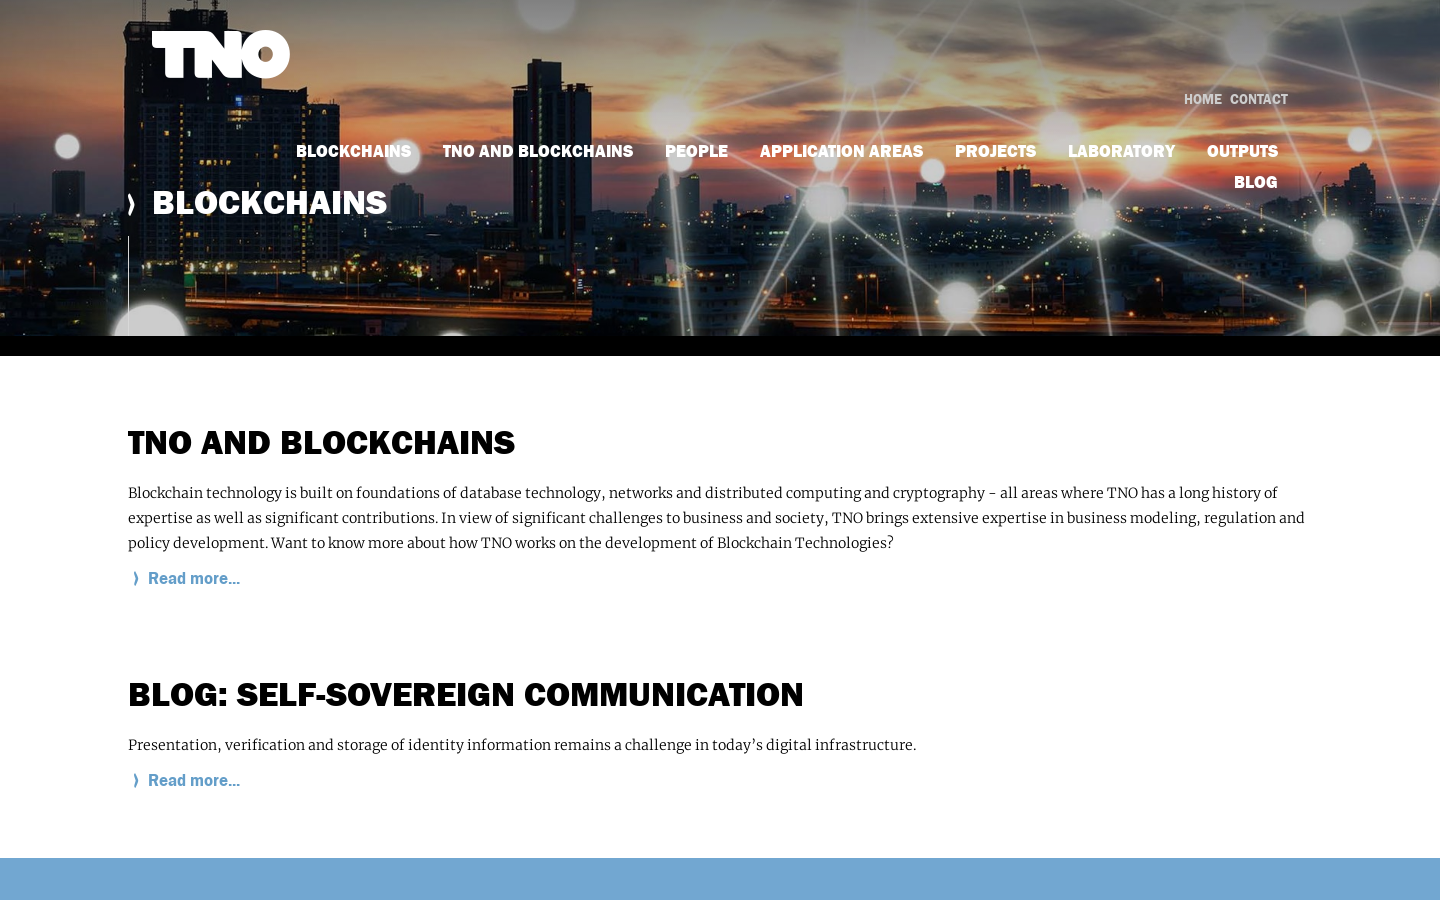 TNO
HOME CONTACT
BLOCKCHAINS TNO AND BLOCKCHAINS PEOPLE APPLICATION AREAS PROJECTS LABORATORY OUTPUTS
BLOG
BLOCKCHAINS
TNO AND BLOCKCHAINS
Blockchain technology is built on foundations of database technology, networks and distributed computing and cryptography - all areas where TNO has a long history of
expertise as well as significant contributions. In view of significant challenges to business and society, TNO brings extensive expertise in business modeling, regulation and
policy development. Want to know more about how TNO works on the development of Blockchain Technologies?
Read more...
BLOG: SELF-SOVEREIGN COMMUNICATION
Presentation, verification and storage of identity information remains a challenge in today’s digital infrastructure.
Read more...